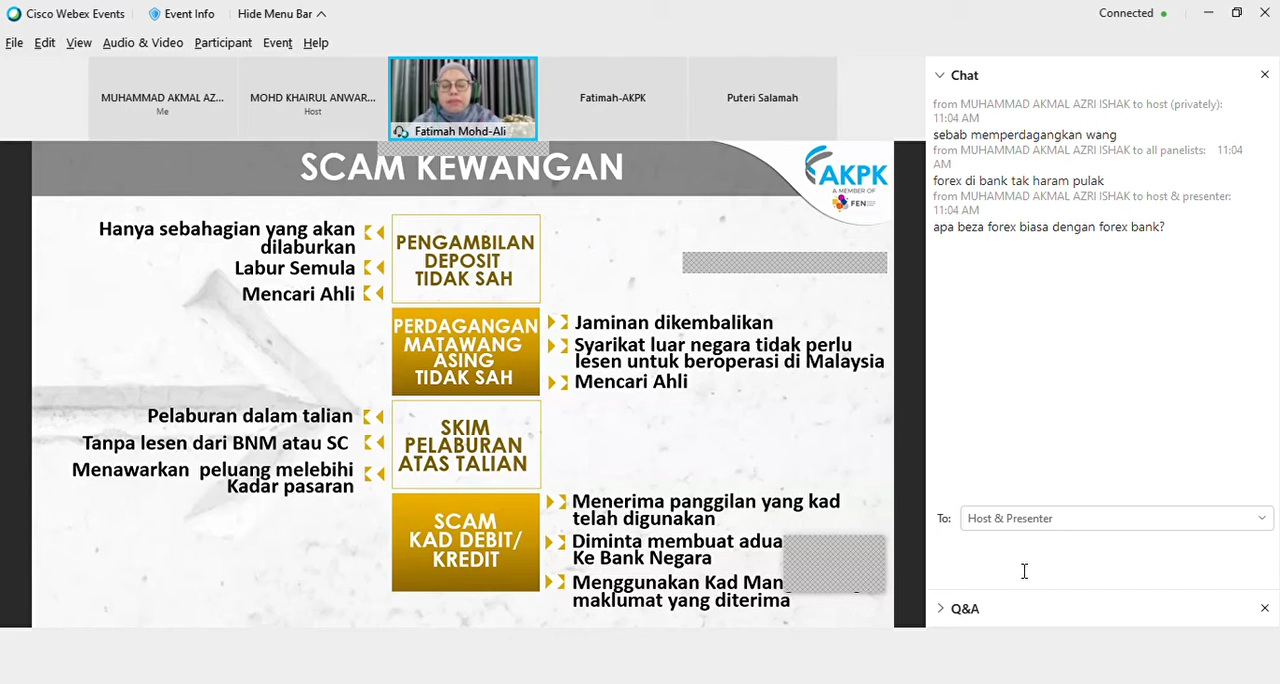 Cisco Webex Events
Event Info
Hide Menu Bar
Connected
File Edit View Audio & Video Participant Event Help
MUHAMMAD AKMAL AZ...
Me
MOHD KHAIRUL ANWAR...
Host
Fatimah Mohd-Ali
Fatimah-AKPK
Puteri Salamah
SCAM KEWANGAN
AKPK
A MEMBER OF
FEN
Hanya sebahagian yang akan
dilaburkan
Labur Semula
Mencari Ahli
PENGAMBILAN
DEPOSIT
TIDAK SAH
PERDAGANGAN
MATAWANG
ASING
TIDAK SAH
Jaminan dikembalikan
Syarikat luar negara tidak perlu
lesen untuk beroperasi di Malaysia
Mencari Ahli
Pelaburan dalam talian
Tanpa lesen dari BNM atau SC
Menawarkan peluang melebihi
Kadar pasaran
SKIM
PELABURAN
ATAS TALIAN
SCAM
KAD DEBIT/
KREDIT
Menerima panggilan yang kad
telah digunakan
Diminta membuat adua
Ke Bank Negara
Menggunakan Kad Man
maklumat yang diterima
Chat
from MUHAMMAD AKMAL AZRI ISHAK to host (privately):
11:04 AM
sebab memperdagangkan wang
from MUHAMMAD AKMAL AZRI ISHAK to all panelists: 11:04
AM
forex di bank tak haram pulak
from MUHAMMAD AKMAL AZRI ISHAK to host & presenter:
11:04 AM
apa beza forex biasa dengan forex bank?
To: Host & Presenter
Q&A